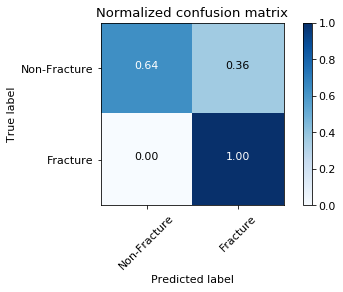 Normalized confusion matrix
True label
Non-Fracture
Fracture
0.64
0.36
0.00
1.00
Non-Fracture
Fracture
Predicted label
1.0
0.8
0.6
0.4
0.2
0.0